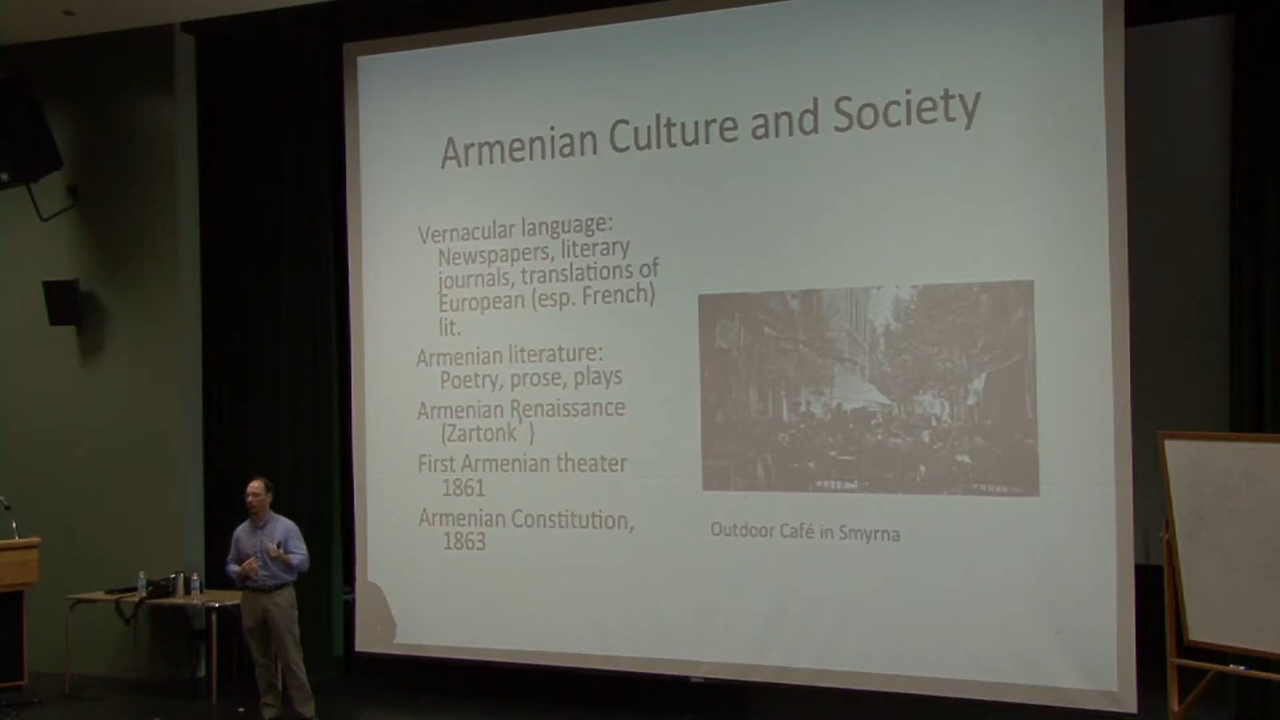 Armenian Culture and Society
Vernacular language:
Newspapers, literary
journals, translations of
European (esp. French)
lit.
Armenian literature:
Poetry, prose, plays
Armenian Renaissance
(Zartonk’ )
First Armenian theater
1861
Armenian Constitution,
1863
Outdoor Café in Smyrna